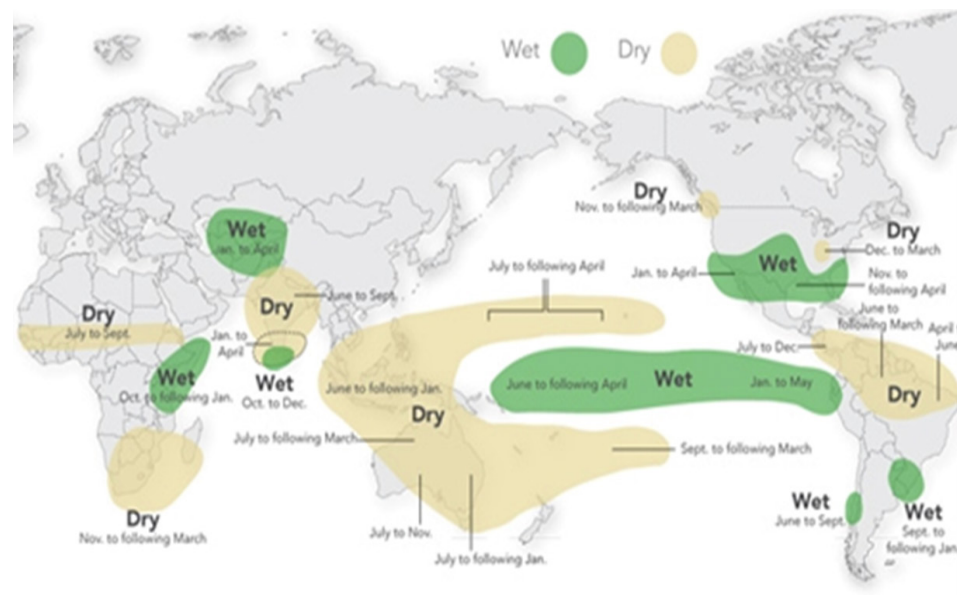 Wet Dry
Dry
Nov. to following March
Dry
Dec. to March
Wet
Jan. to April
Wet
Jan. to April
Nov. to
following April
July to following April
June to Sept.
Dry
Dry
July to Sept.
Jan. to
April
June to
following March
April
June
July to Dec.
Wet
Oct. to following Jan.
Wet
Oct. to Dec.
June to following Jan.
Dry
June to following April
Wet
Jan. to May
Dry
July to following March
Sept. to following March
Dry
Nov. to following March
July to Nov.
July to following Jan.
Wet
June to Sept.
Wet
Sept. to
following Jan